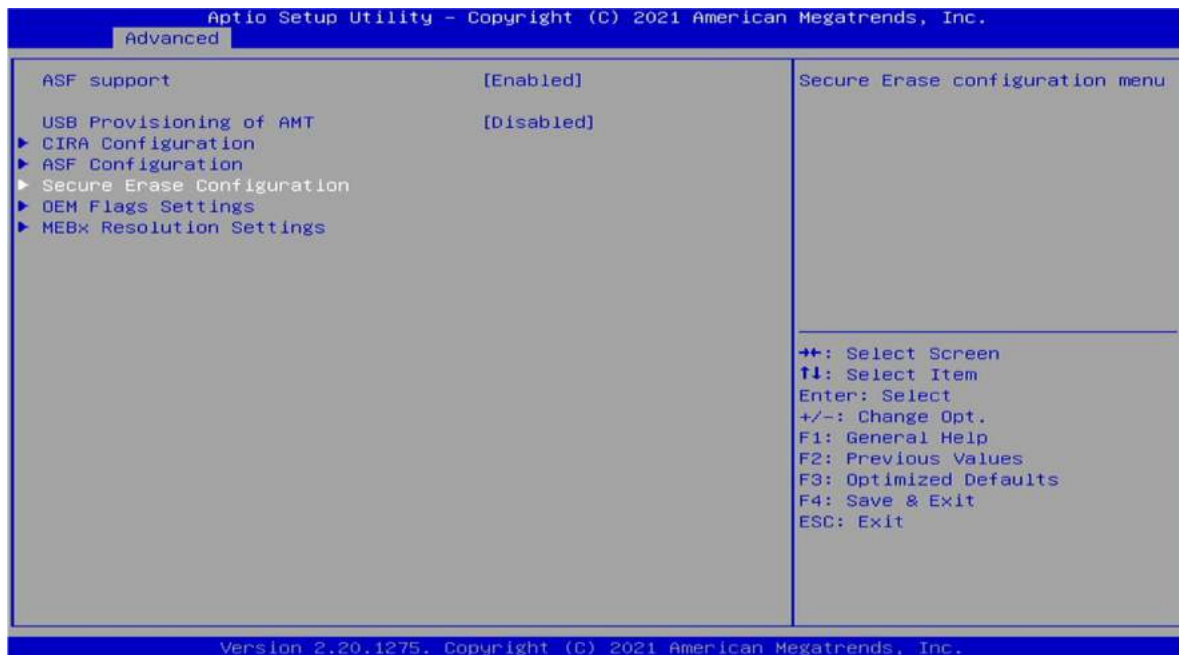 Aptio Setup Utility – Copyright (C) 2021 American Megatrends, Inc.
Advanced
ASF support [Enabled]
USB Provisioning of AMT [Disabled]
▶ CIRA Configuration
▶ ASF Configuration
▶ Secure Erase Configuration
▶ OEM Flags Settings
▶ MEBx Resolution Settings
Secure Erase configuration menu
→←: Select Screen
↑↓: Select Item
Enter: Select
+/-: Change Opt.
F1: General Help
F2: Previous Values
F3: Optimized Defaults
F4: Save & Exit
ESC: Exit
Version 2.20.1275. Copyright (C) 2021 American Megatrends, Inc.